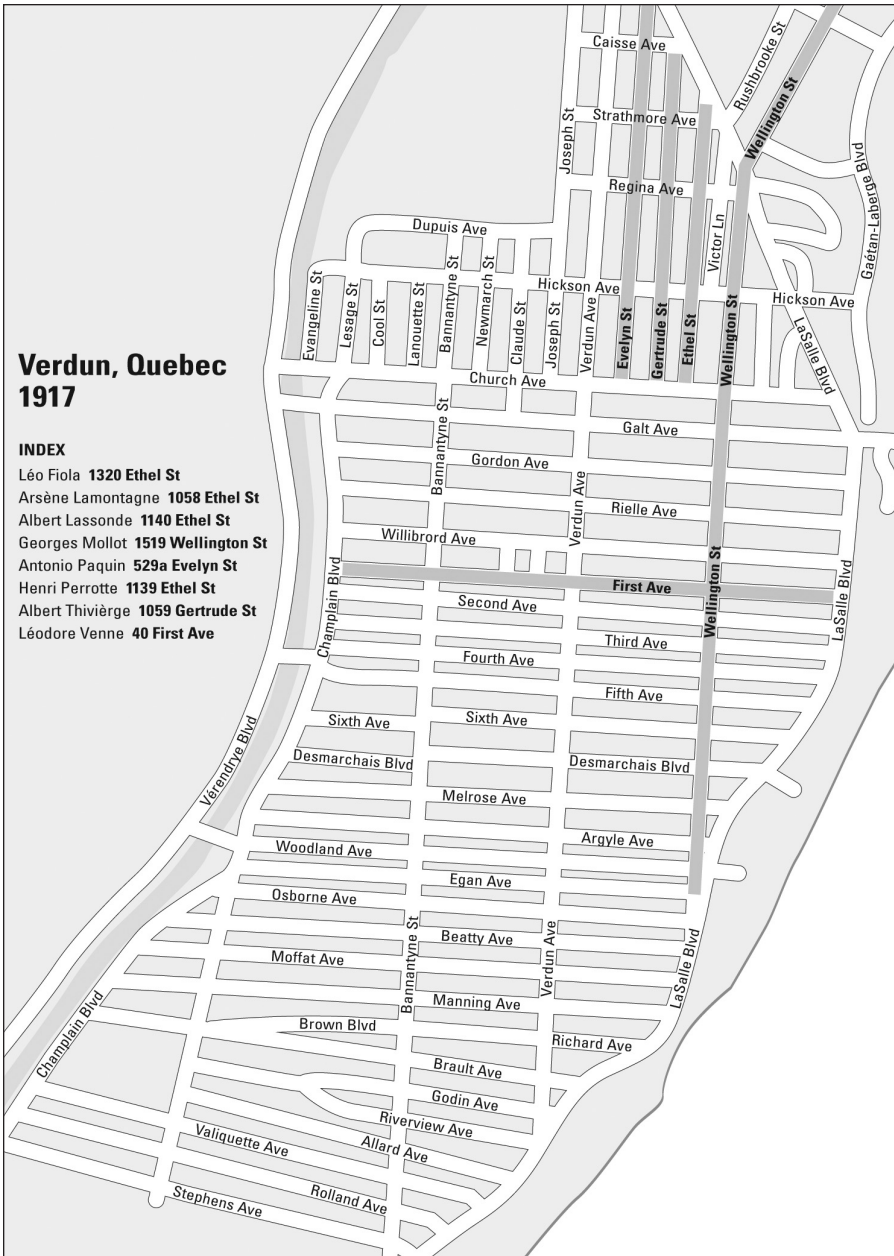 Caisse Ave
Rushbrooke St
Wellington St
Strathmore Ave
Joseph St
Regina Ave
Gaétan-Laberge Blvd
Victor Ln
Dupuis Ave
Hickson Ave
Hickson Ave
Evangeline St
Lesage St
Cool St
Lanouette St
Bannantyne St
Newmarch St
Claude St
Joseph St
Verdun Ave
Evelyn St
Gertrude St
Ethel St
Wellington St
LaSalle Blvd
Verdun, Quebec
1917
INDEX
Léo Fiola 1320 Ethel St
Arsène Lamontagne 1058 Ethel St
Albert Lassonde 1140 Ethel St
Georges Mollot 1519 Wellington St
Antonio Paquin 529a Evelyn St
Henri Perrotte 1139 Ethel St
Albert Thivièrge 1059 Gertrude St
Léodore Venne 40 First Ave
Church Ave
Galt Ave
Bannantyne St
Gordon Ave
Verdun Ave
Rielle Ave
Willibrord Ave
Champlain Blvd
First Ave
Wellington St
LaSalle Blvd
Second Ave
Third Ave
Fourth Ave
Fifth Ave
Sixth Ave
Sixth Ave
Vérendrye Blvd
Desmarchais Blvd
Desmarchais Blvd
Melrose Ave
Argyle Ave
Woodland Ave
Egan Ave
Osborne Ave
Bannantyne St
Beatty Ave
Verdun Ave
LaSalle Blvd
Moffat Ave
Manning Ave
Champlain Blvd
Brown Blvd
Richard Ave
Brault Ave
Godin Ave
Riverview Ave
Allard Ave
Valiquette Ave
Rolland Ave
Stephens Ave